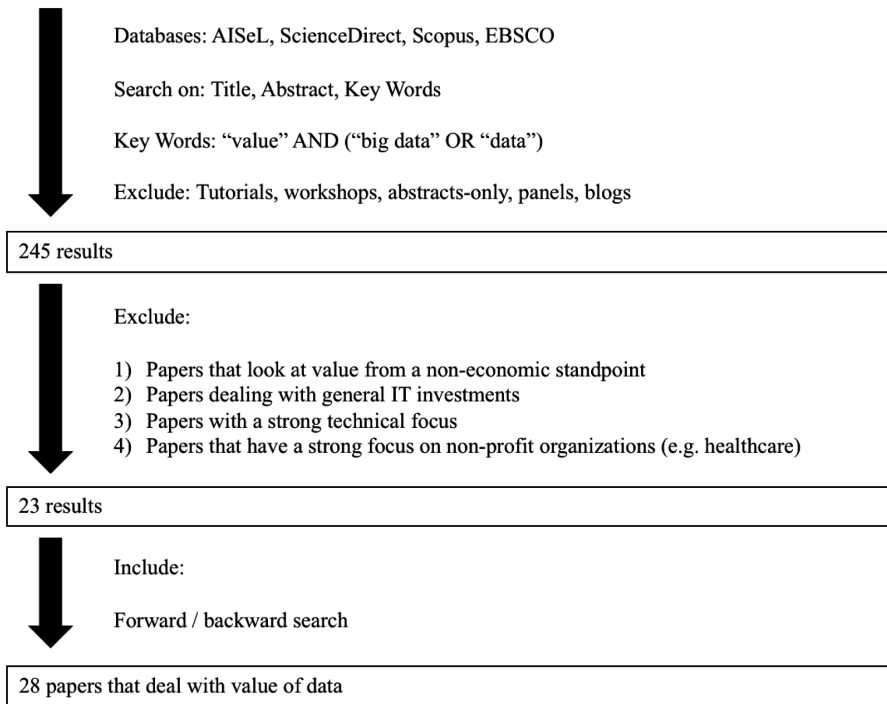 Databases: AISeL, ScienceDirect, Scopus, EBSCO
Search on: Title, Abstract, Key Words
Key Words: “value” AND (“big data” OR “data”)
Exclude: Tutorials, workshops, abstracts-only, panels, blogs
245 results
Exclude:
1) Papers that look at value from a non-economic standpoint
2) Papers dealing with general IT investments
3) Papers with a strong technical focus
4) Papers that have a strong focus on non-profit organizations (e.g. healthcare)
23 results
Include:
Forward / backward search
28 papers that deal with value of data